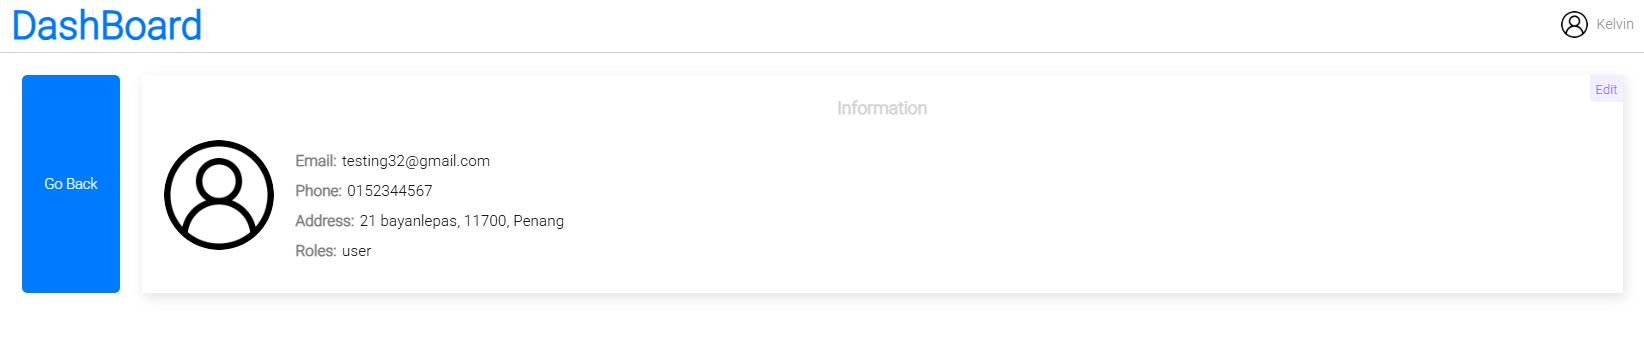 DashBoard
Kelvin
Go Back
Information
Edit
Email: testing32@gmail.com
Phone: 0152344567
Address: 21 bayanlepas, 11700, Penang
Roles: user